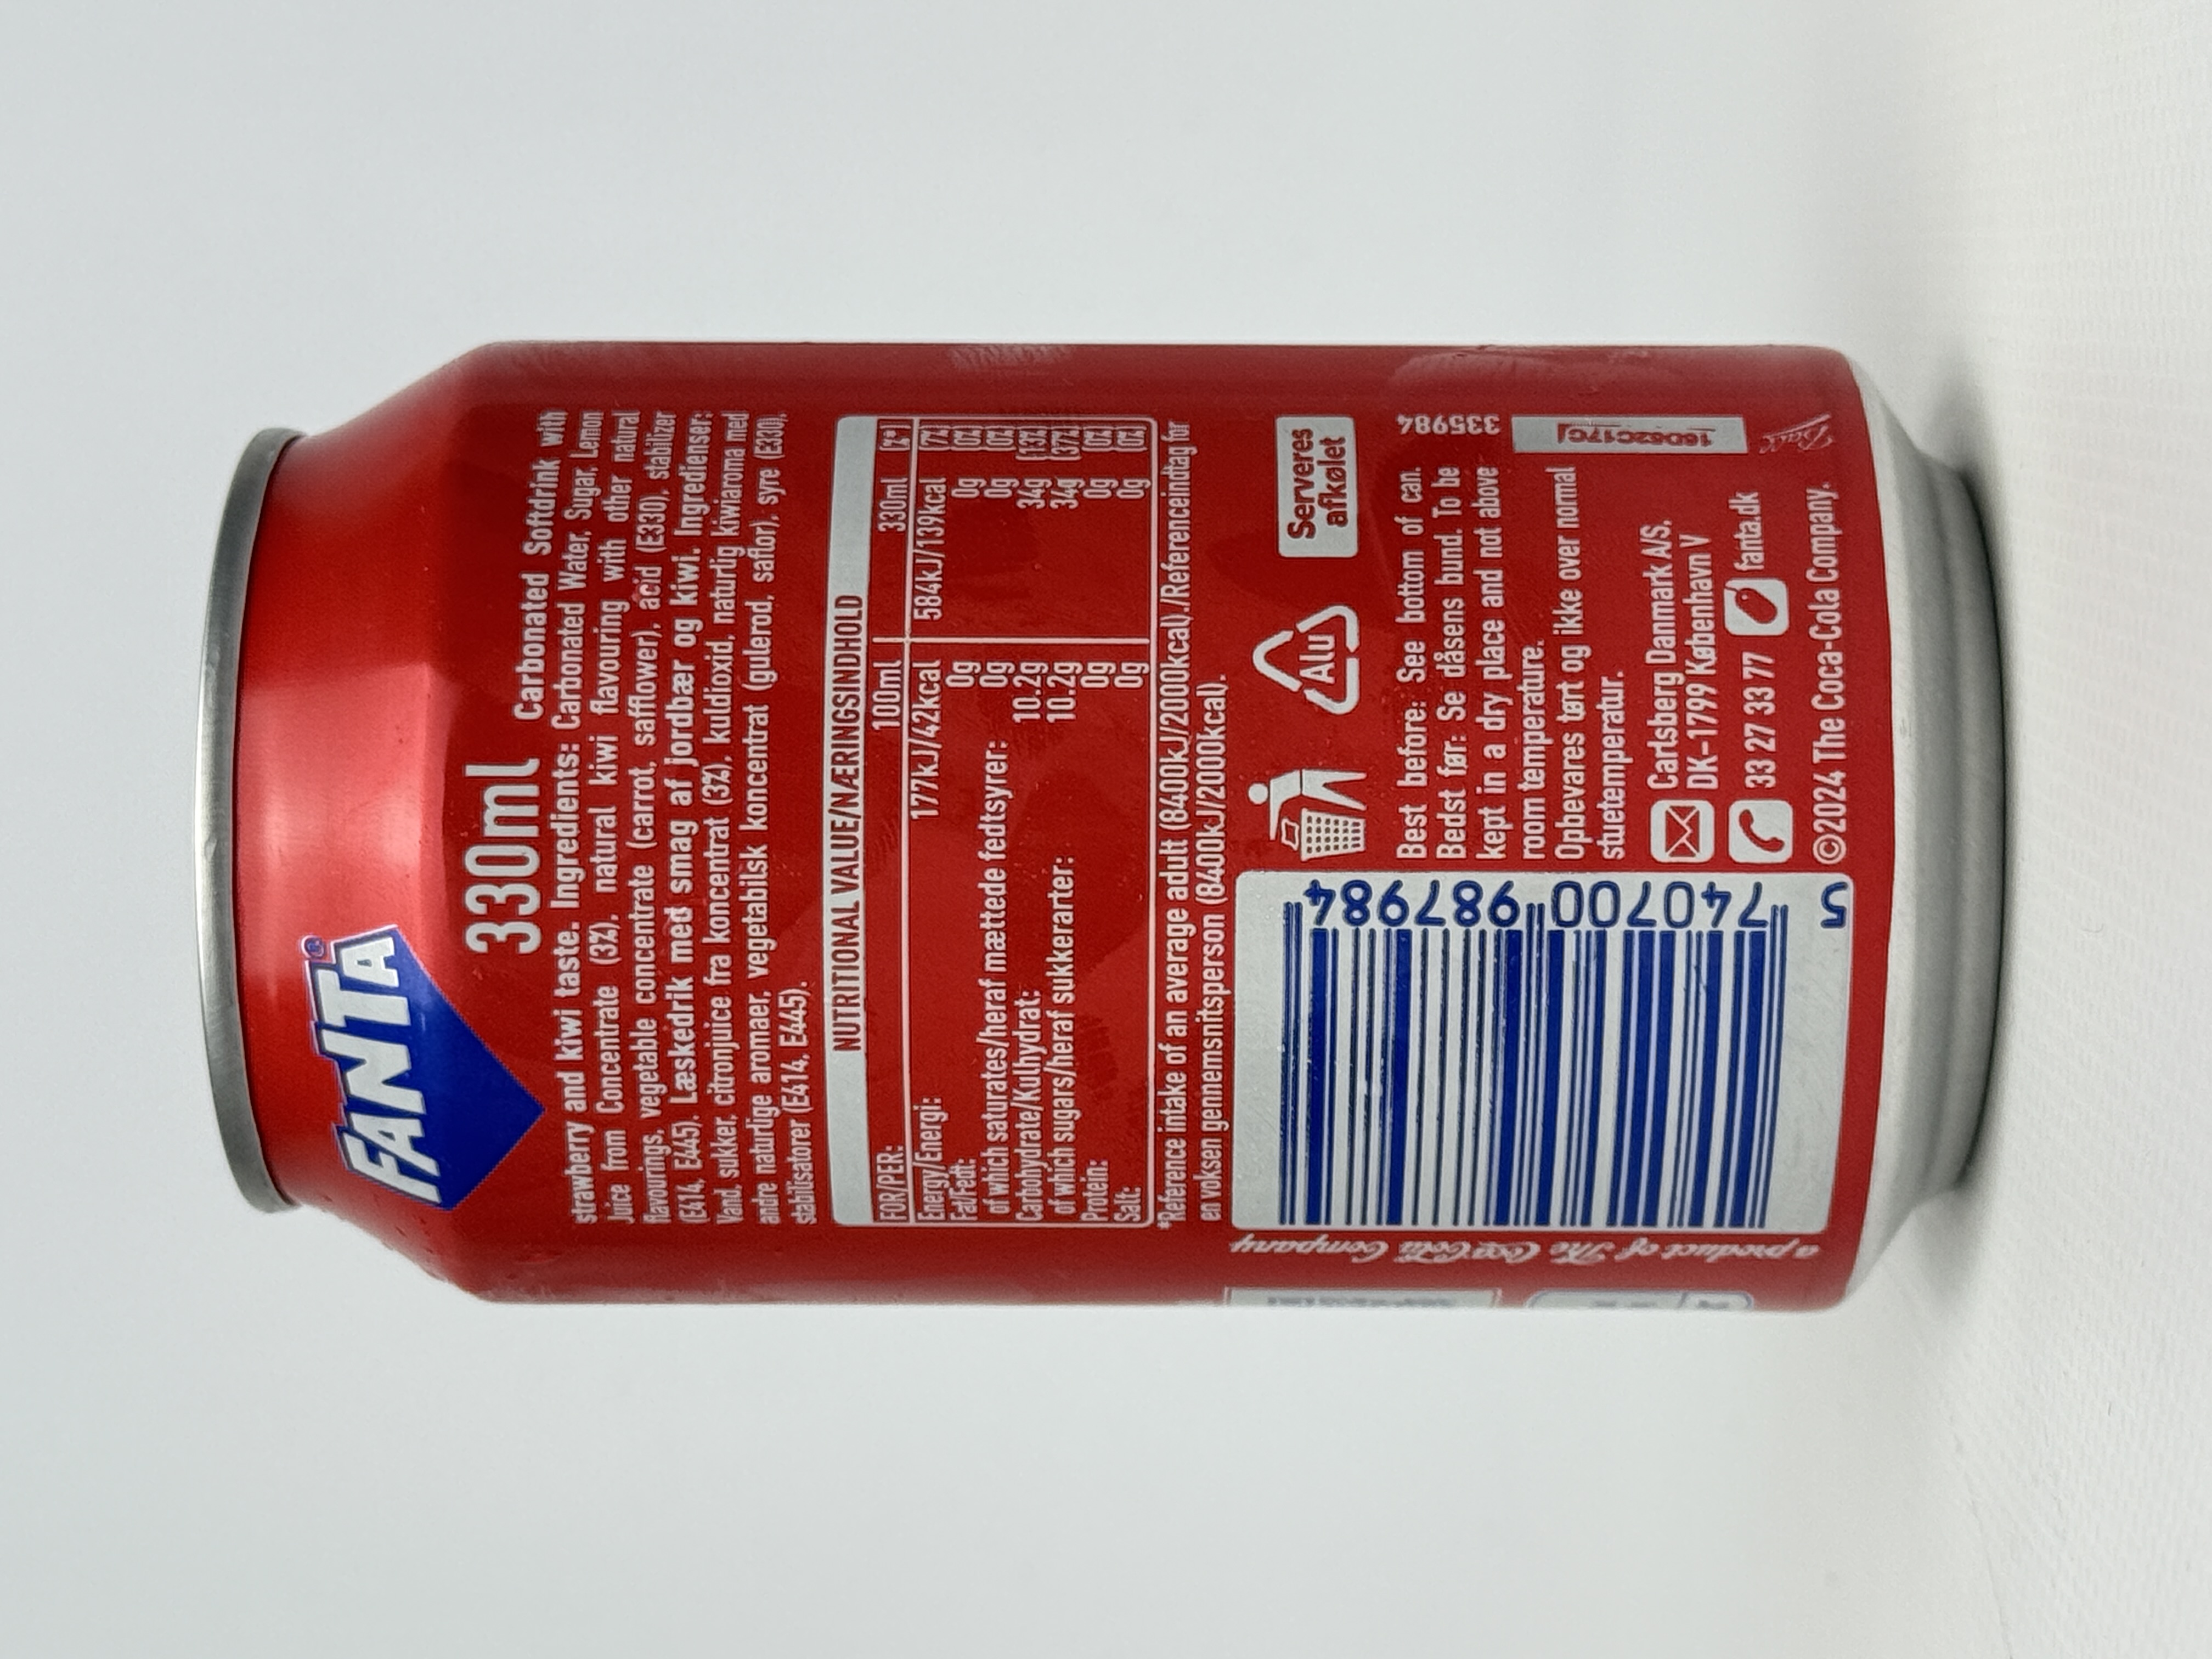 FANTA®
330ml Carbonated Softdrink with
strawberry and kiwi taste. Ingredients: Carbonated Water, Sugar, Lemon
Juice from Concentrate (3%), natural kiwi flavouring with other natural
flavourings, vegetable concentrate (carrot, safflower), acid (E330), stabilizer
(E414, E445). Læskedrik med smag af jordbær og kiwi. Ingredienser:
Vand, sukker, citronjuice fra koncentrat (3%), kuldioxid, naturlig kiwiaroma med
andre naturlige aromaer, vegetabilsk koncentrat (gulerod, saflor), syre (E330),
stabilisatorer (E414, E445).
NUTRITIONAL VALUE/NÆRINGSINDHOLD
FOR/PER: 100ml 330ml (%*)
Energy/Energi: 177kJ/42kcal 584kJ/139kcal (7%)
Fat/Fedt: 0g 0g (0%)
of which saturates/heraf mættede fedtsyrer: 0g 0g (0%)
Carbohydrate/Kulhydrat: 10.2g 34g (13%)
of which sugars/heraf sukkerarter: 10.2g 34g (37%)
Protein: 0g 0g (0%)
Salt: 0g 0g (0%)
*Reference intake of an average adult (8400kJ/2000kcal)./Referenceindtag for
en voksen gennemsnitsperson (8400kJ/2000kcal).
Alu
Serveres
afkølet
Best before: See bottom of can.
Bedst før: Se dåsens bund. To be
kept in a dry place and not above
room temperature.
Opbevares tørt og ikke over normal
stuetemperatur.
Carlsberg Danmark A/S,
DK-1799 København V
33 27 33 77 fanta.dk
©2024 The Coca-Cola Company.
5 740700 987984
335984
Ball
a product of The Coca-Cola Company